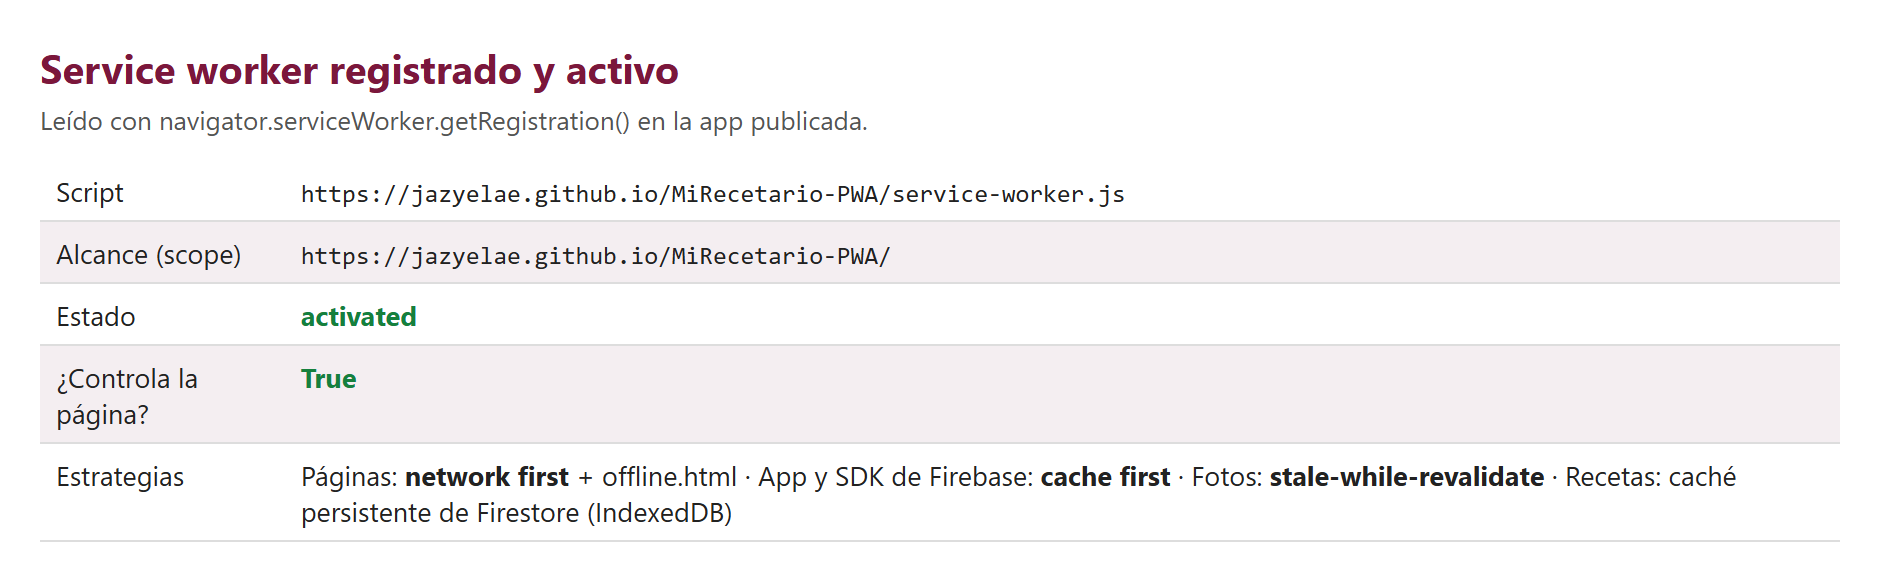 Service worker registrado y activo
Leído con navigator.serviceWorker.getRegistration() en la app publicada.
Script https://jazyelae.github.io/MiRecetario-PWA/service-worker.js
Alcance (scope) https://jazyelae.github.io/MiRecetario-PWA/
Estado activated
¿Controla la True
página?
Estrategias Páginas: network first + offline.html · App y SDK de Firebase: cache first · Fotos: stale-while-revalidate · Recetas: caché
persistente de Firestore (IndexedDB)